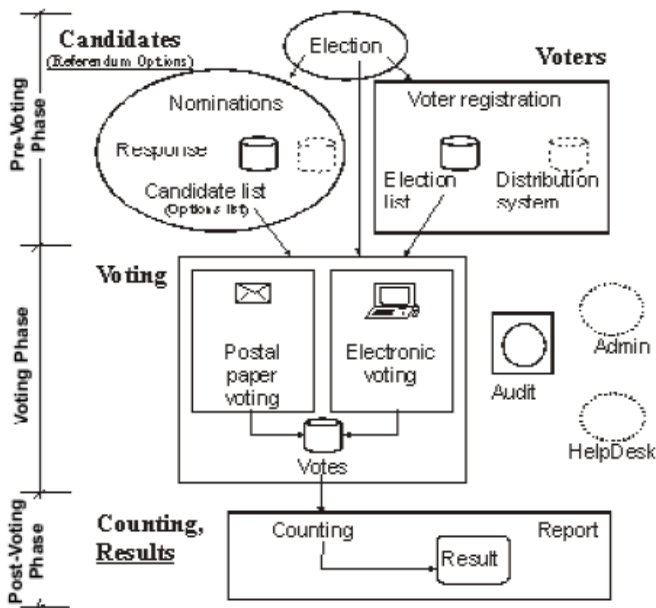 Candidates
(Referendum Options)
Election
Voters
Pre-Voting
Phase
Nominations
Response
Candidate list
(Options list)
Voter registration
Election
list
Distribution
system
Voting Phase
Voting
Postal
paper
voting
Electronic
voting
Votes
Audit
Admin
HelpDesk
Post-Voting
Phase
Counting,
Results
Counting
Report
Result